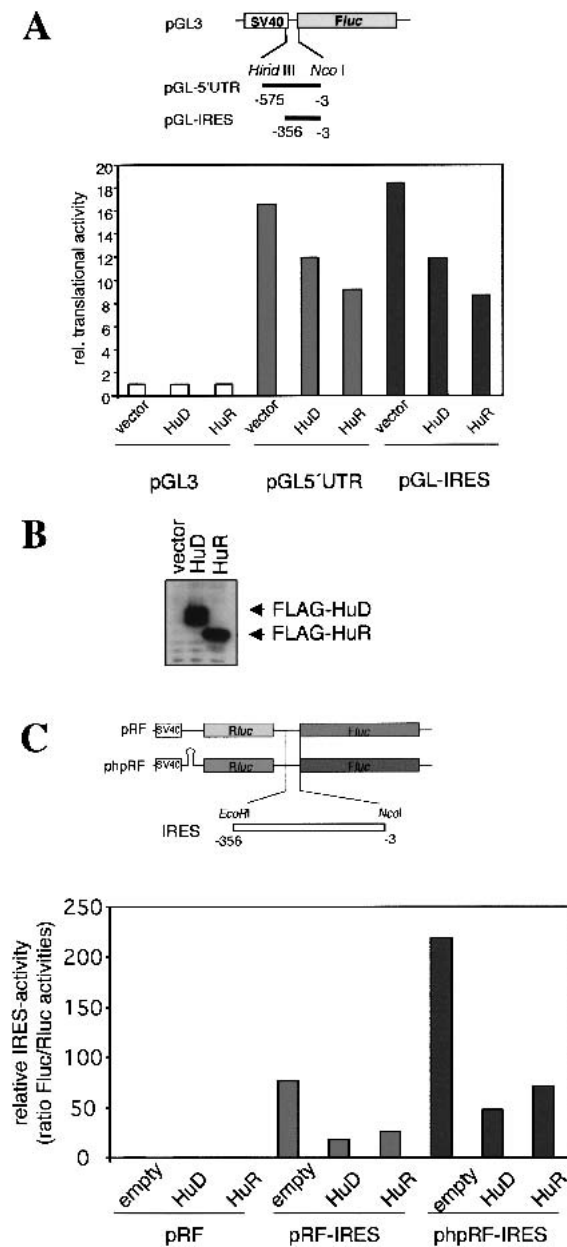 A
pGL3
SV40
Fluc
Hind III
Nco I
pGL-5'UTR
-575
-3
pGL-IRES
-356
-3
rel. translational activity
20
18
16
14
12
10
8
6
4
2
0
vector HuD HuR vector HuD HuR vector HuD HuR
pGL3 pGL5´UTR pGL-IRES
B
vector
HuD
HuR
FLAG-HuD
FLAG-HuR
C
pRF SV40 Rluc Fluc
phpRF SV40 Rluc Fluc
EcoRI NcoI
IRES
-356 -3
relative IRES-activity
(ratio Fluc/Rluc activities)
250
200
150
100
50
0
empty HuD HuR empty HuD HuR empty HuD HuR
pRF pRF-IRES phpRF-IRES